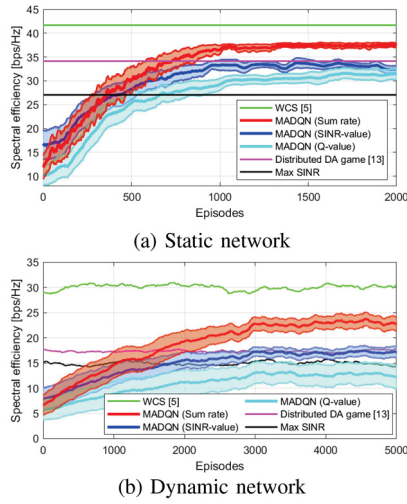 45
40
35
30
25
20
15
10
Spectral efficiency [bps/Hz]
WCS [5]
MADQN (Sum rate)
MADQN (SINR-value)
MADQN (Q-value)
Distributed DA game [13]
Max SINR
0 500 1000 1500 2000
Episodes
(a) Static network
35
30
25
20
15
10
5
0
Spectral efficiency [bps/Hz]
WCS [5] MADQN (Q-value)
MADQN (Sum rate) Distributed DA game [13]
MADQN (SINR-value) Max SINR
0 1000 2000 3000 4000 5000
Episodes
(b) Dynamic network